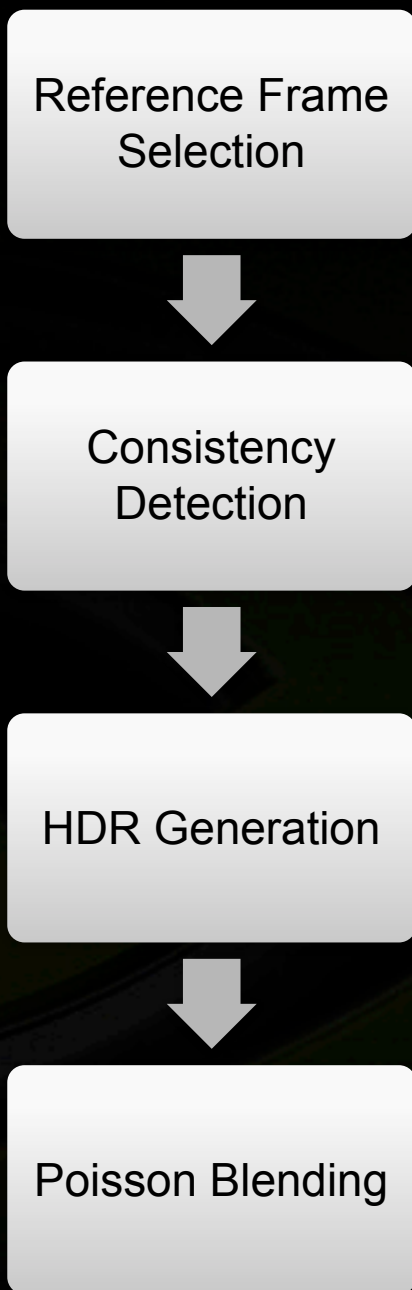 Reference Frame
Selection
Consistency
Detection
HDR Generation
Poisson Blending